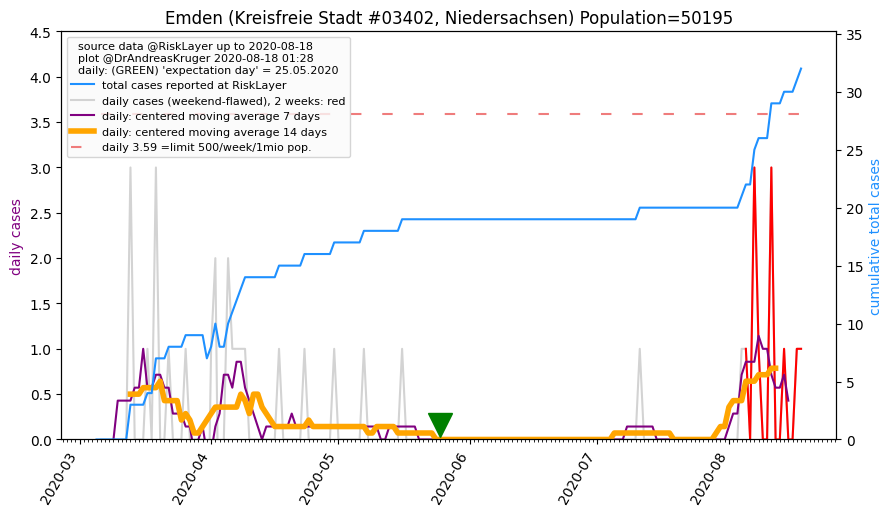 Emden (Kreisfreie Stadt #03402, Niedersachsen) Population=50195
source data @RiskLayer up to 2020-08-18
plot @DrAndreasKruger 2020-08-18 01:28
daily: (GREEN) 'expectation day' = 25.05.2020
total cases reported at RiskLayer
daily cases (weekend-flawed), 2 weeks: red
daily: centered moving average 7 days
daily: centered moving average 14 days
daily 3.59 =limit 500/week/1mio pop.
daily cases
4.5
4.0
3.5
3.0
2.5
2.0
1.5
1.0
0.5
0.0
cumulative total cases
35
30
25
20
15
10
5
0
2020-03
2020-04
2020-05
2020-06
2020-07
2020-08